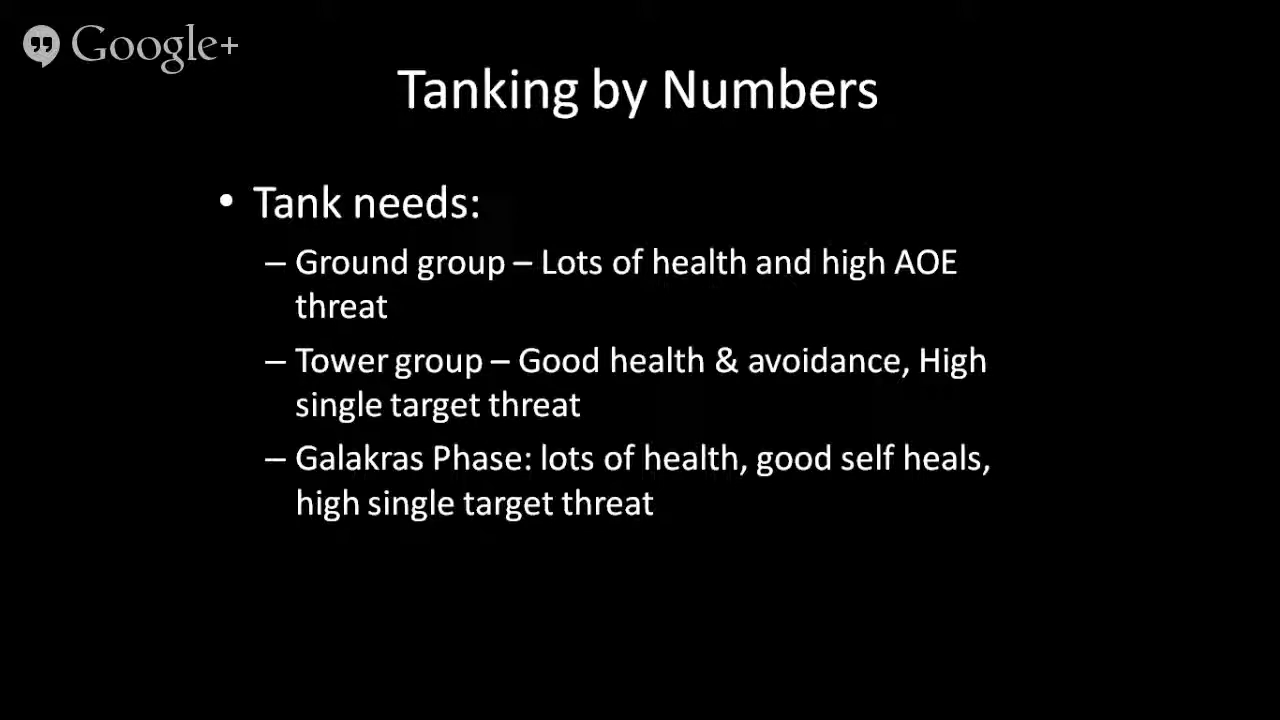 Google+
Tanking by Numbers
• Tank needs:
– Ground group – Lots of health and high AOE
threat
– Tower group – Good health & avoidance, High
single target threat
– Galakras Phase: lots of health, good self heals,
high single target threat